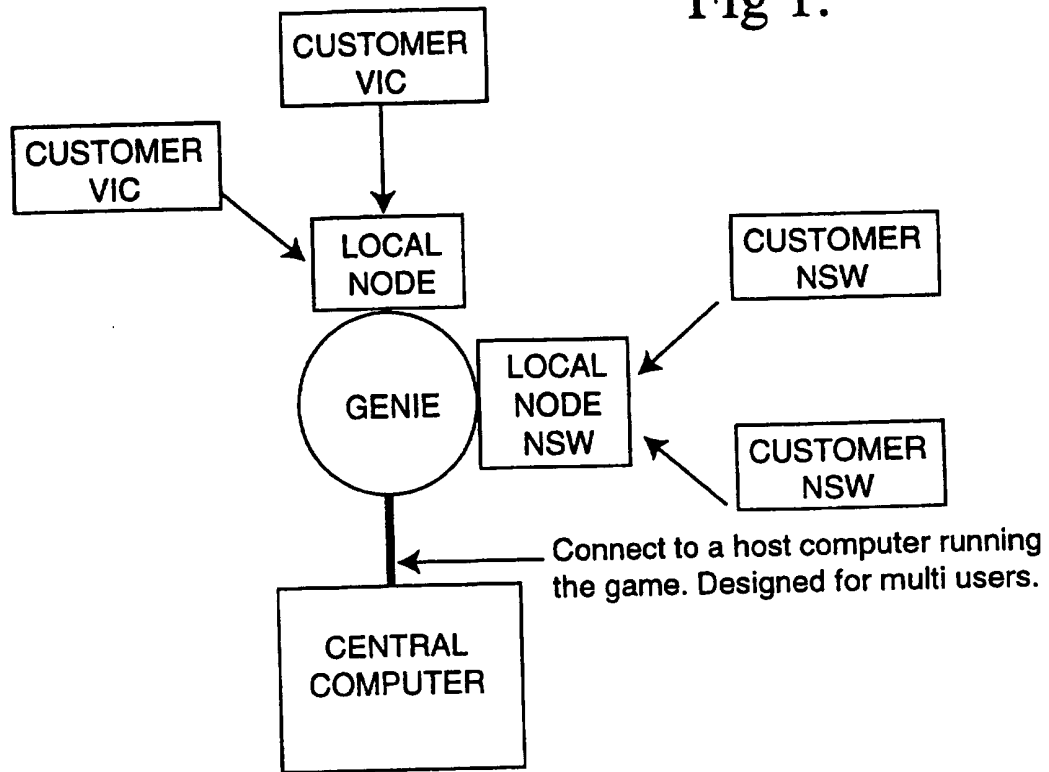 Fig 1.
CUSTOMER
VIC
CUSTOMER
VIC
LOCAL
NODE
CUSTOMER
NSW
GENIE
LOCAL
NODE
NSW
CUSTOMER
NSW
Connect to a host computer running
the game. Designed for multi users.
CENTRAL
COMPUTER